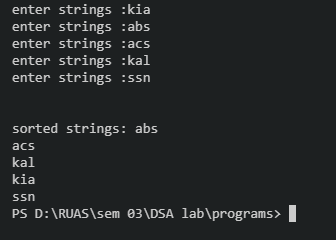 enter strings :kia
enter strings :abs
enter strings :acs
enter strings :kal
enter strings :ssn
sorted strings: abs
acs
kal
kia
ssn
PS D:\RUAS\sem 03\DSA lab\programs>